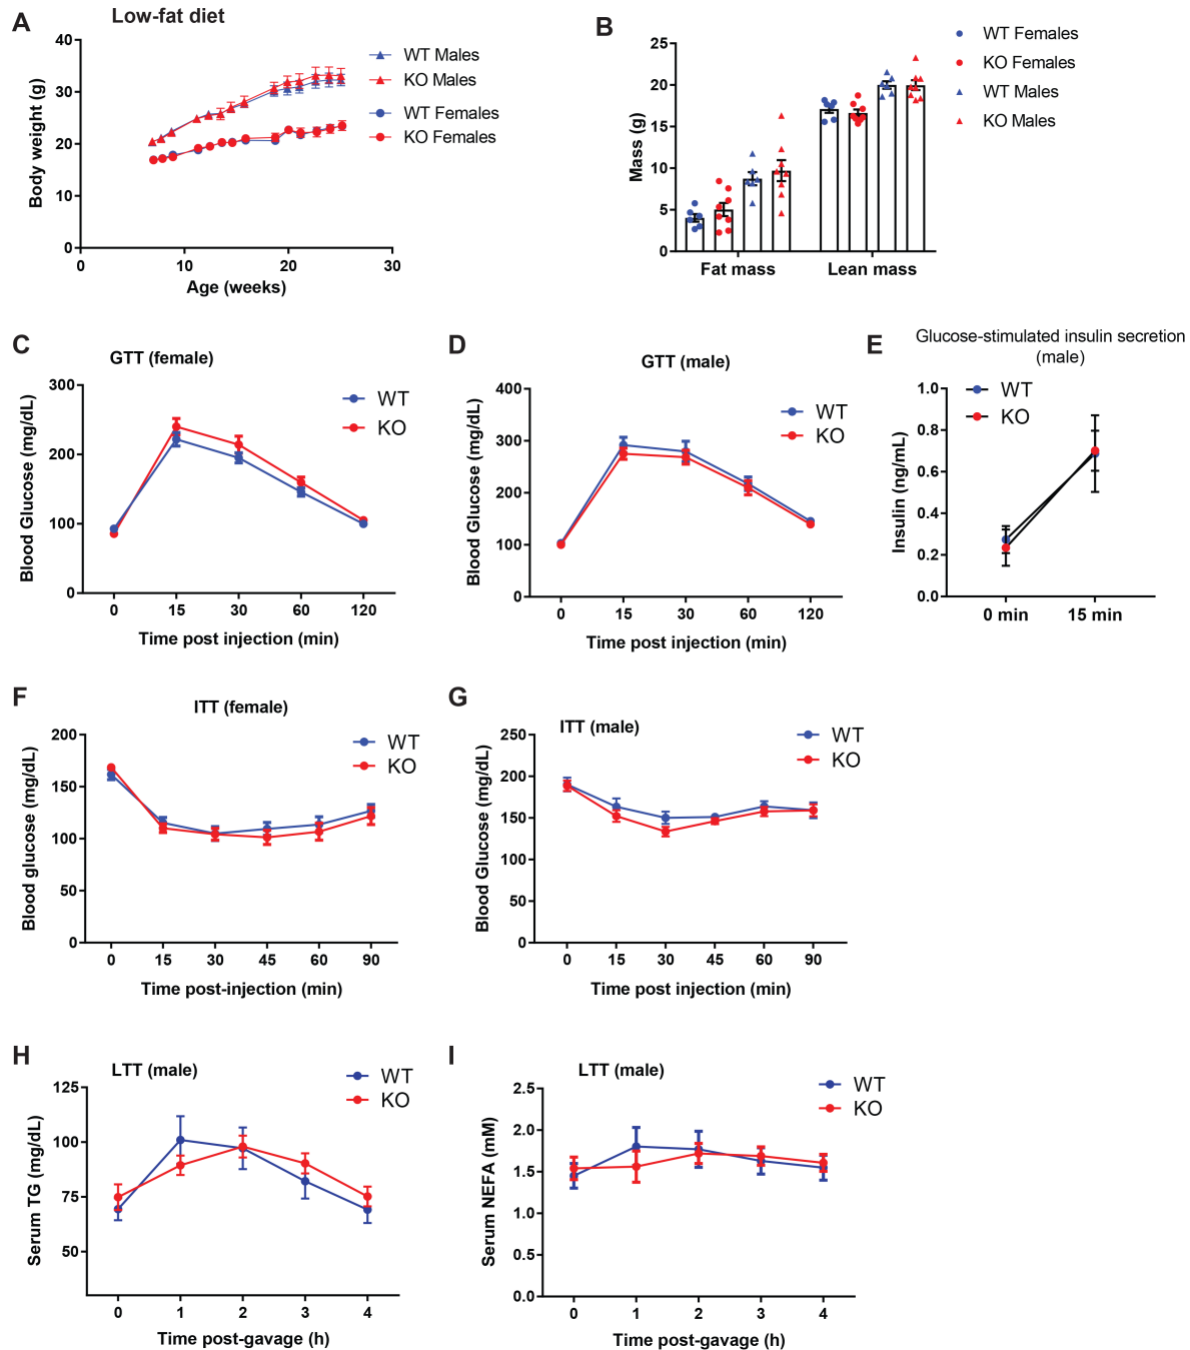 A
Low-fat diet
Body weight (g)
40
30
20
10
0
0
10
20
30
Age (weeks)
WT Males
KO Males
WT Females
KO Females
B
Mass (g)
25
20
15
10
5
0
Fat mass
Lean mass
WT Females
KO Females
WT Males
KO Males
C
GTT (female)
Blood Glucose (mg/dL)
300
200
100
0
0
15
30
60
120
Time post injection (min)
WT
KO
D
GTT (male)
Blood Glucose (mg/dL)
400
300
200
100
0
0
15
30
60
120
Time post injection (min)
WT
KO
E
Glucose-stimulated insulin secretion
(male)
Insulin (ng/mL)
1.0
0.8
0.6
0.4
0.2
0.0
0 min
15 min
WT
KO
F
ITT (female)
Blood glucose (mg/dL)
200
150
100
50
0
0
15
30
45
60
90
Time post-injection (min)
WT
KO
G
ITT (male)
Blood Glucose (mg/dL)
250
200
150
100
50
0
0
15
30
45
60
90
Time post injection (min)
WT
KO
H
LTT (male)
Serum TG (mg/dL)
125
100
75
50
0
1
2
3
4
Time post-gavage (h)
WT
KO
I
LTT (male)
Serum NEFA (mM)
2.5
2.0
1.5
1.0
0.5
0.0
0
1
2
3
4
Time post-gavage (h)
WT
KO